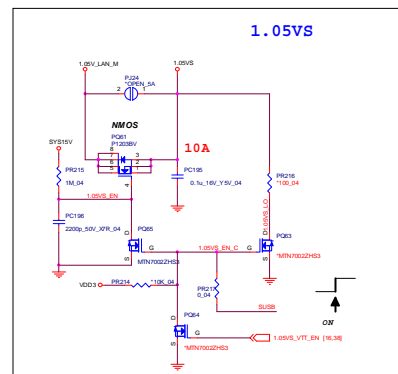 1.05VS
1.05V_LAN_M
1.05VS
PJ24
2
1
*OPEN_5A
NMOS
PQ61
P1203BV
SYS15V
8
7
6
5
3
2
1
4
10A
PR215
1M_04
PC195
0.1u_16V_Y5V_04
PR216
*100_04
1.05VS_EN
1.05VS_LO
PC196
2200p_50V_X7R_04
PQ65
D
G
S
MTN7002ZHS3
1.05VS_EN_C
D
G
S
PQ63
*MTN7002ZHS3
VDD3
PR214
*10K_04
PR217
0_04
SUSB
ON
D
PQ64
G
S
*MTN7002ZHS3
1.05VS_VTT_EN [16,38]